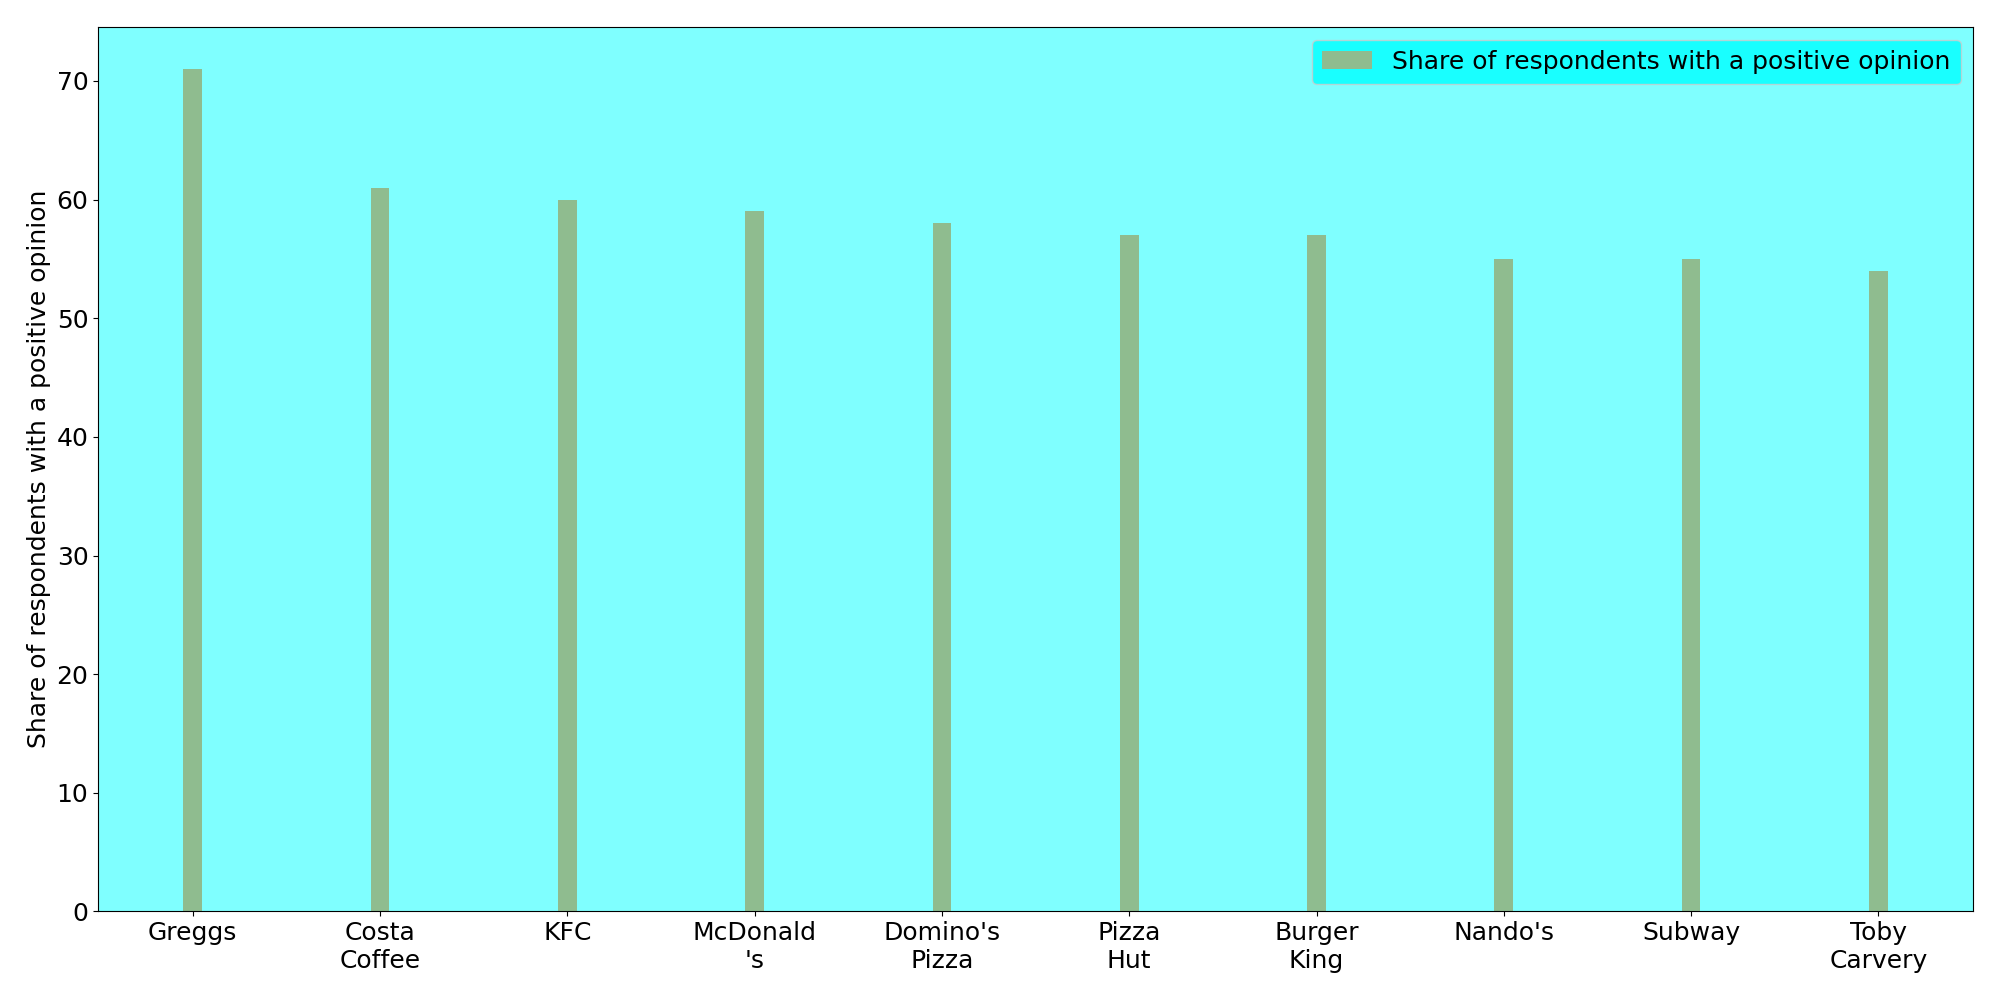 Share of respondents with a positive opinion
Share of respondents with a positive opinion
70
60
50
40
30
20
10
0
Greggs
Costa
Coffee
KFC
McDonald
's
Domino's
Pizza
Pizza
Hut
Burger
King
Nando's
Subway
Toby
Carvery